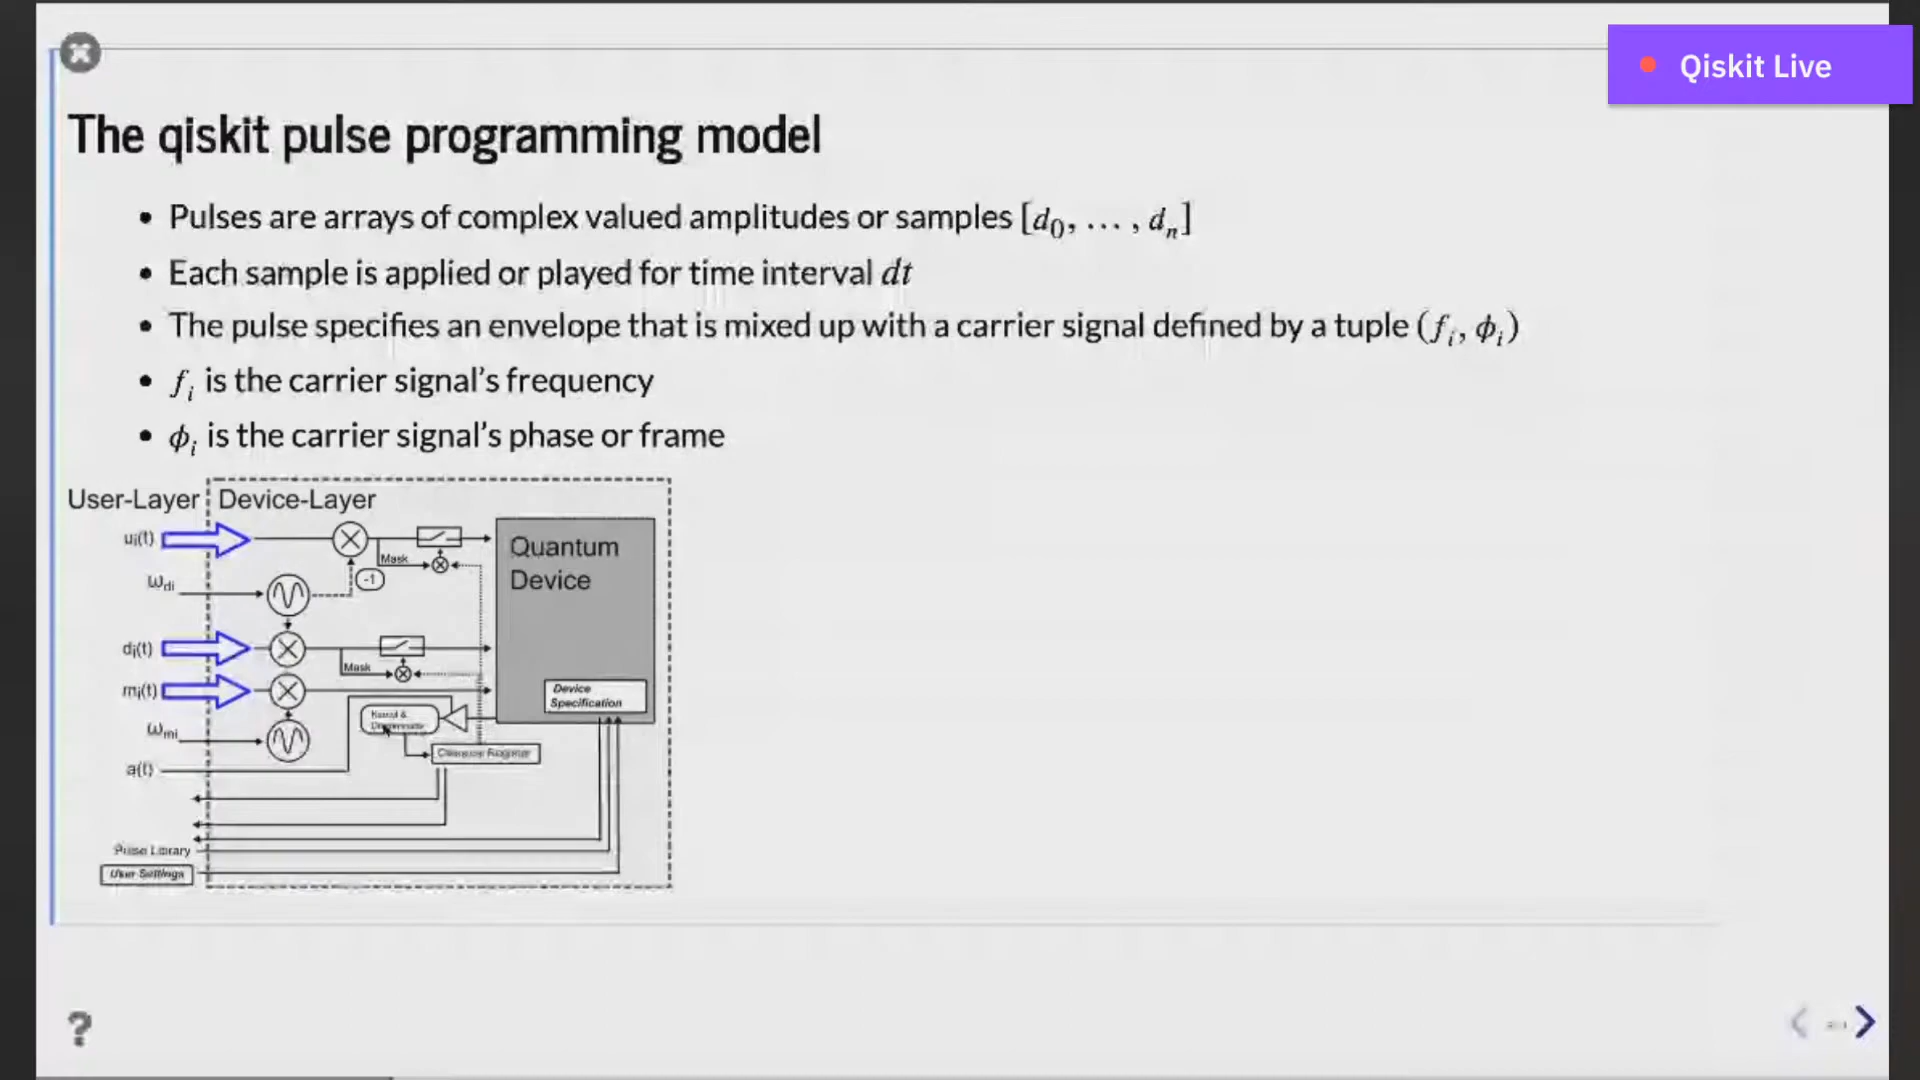 Qiskit Live
The qiskit pulse programming model
• Pulses are arrays of complex valued amplitudes or samples [d₀, … , dₙ]
• Each sample is applied or played for time interval dt
• The pulse specifies an envelope that is mixed up with a carrier signal defined by a tuple (fᵢ, ϕᵢ)
• fᵢ is the carrier signal's frequency
• ϕᵢ is the carrier signal's phase or frame
User-Layer
Device-Layer
uᵢ(t)
Mask
-1
ωdi
Quantum
Device
dᵢ(t)
Mask
mᵢ(t)
Device
Specification
Kernel &
ωmi
Register
a(t)
Pulse Library
User Settings
?